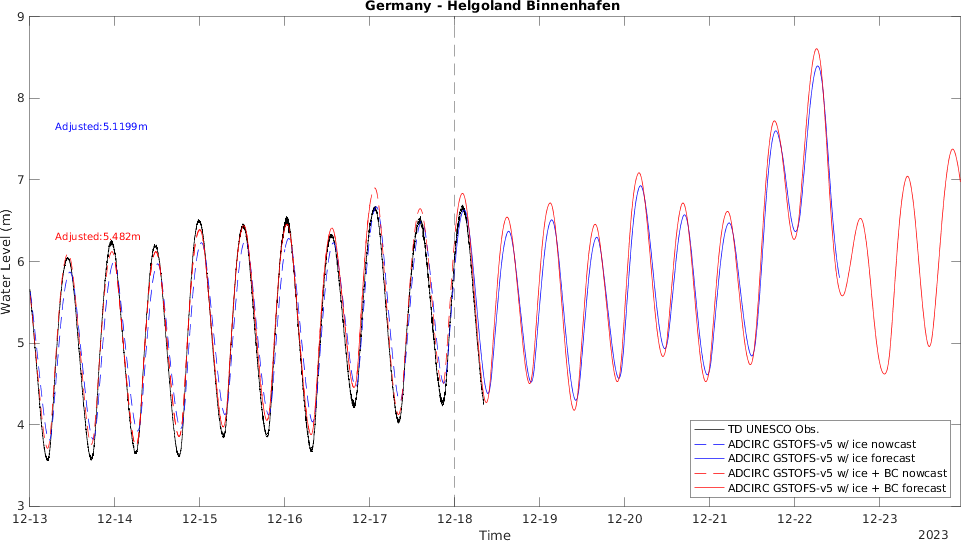 Germany - Helgoland Binnenhafen
9
8
7
6
5
4
3
Water Level (m)
Adjusted:5.1199m
Adjusted:5.482m
TD UNESCO Obs.
ADCIRC GSTOFS-v5 w/ ice nowcast
ADCIRC GSTOFS-v5 w/ ice forecast
ADCIRC GSTOFS-v5 w/ ice + BC nowcast
ADCIRC GSTOFS-v5 w/ ice + BC forecast
12-13 12-14 12-15 12-16 12-17 12-18 12-19 12-20 12-21 12-22 12-23
Time
2023